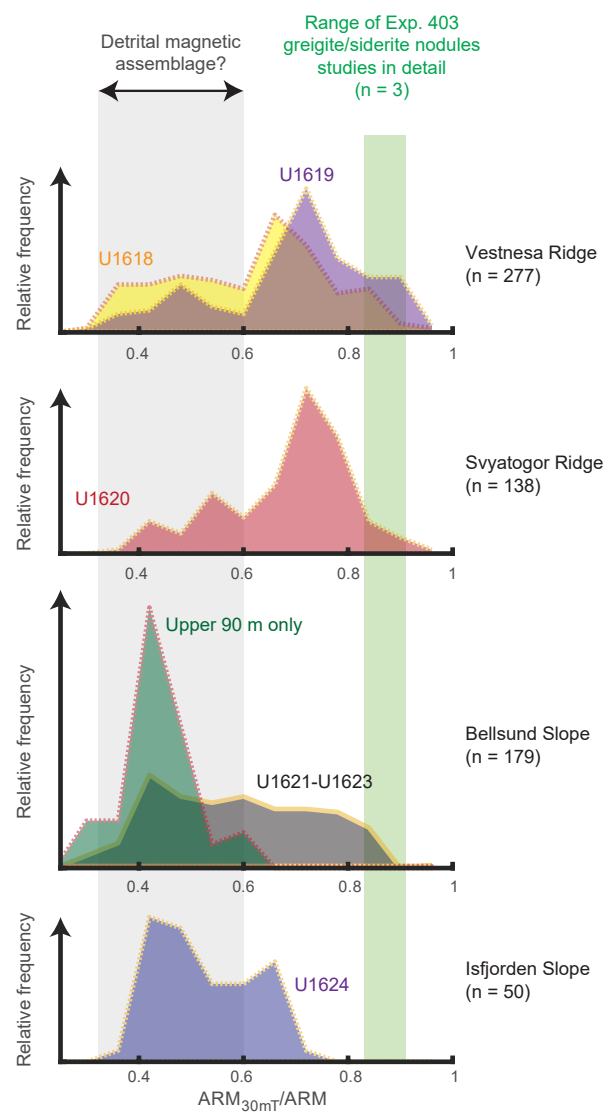 Range of Exp. 403
greigite/siderite nodules
studies in detail
(n = 3)
Detrital magnetic
assemblage?
Relative frequency
U1618
U1619
Vestnesa Ridge
(n = 277)
0.4 0.6 0.8 1
Relative frequency
U1620
Svyatogor Ridge
(n = 138)
0.4 0.6 0.8 1
Relative frequency
Upper 90 m only
U1621-U1623
Bellsund Slope
(n = 179)
0.4 0.6 0.8 1
Relative frequency
U1624
Isfjorden Slope
(n = 50)
0.4 0.6 0.8 1
ARM30mT/ARM